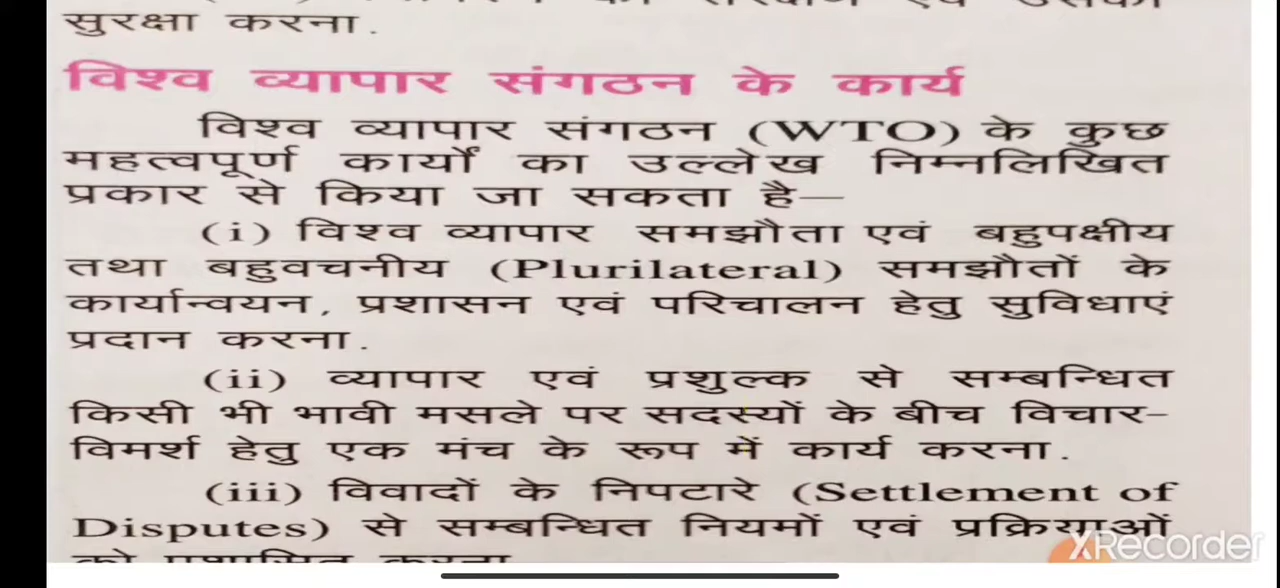 सुरक्षा करना.
विश्व व्यापार संगठन के कार्य
विश्व व्यापार संगठन (WTO) के कुछ
महत्वपूर्ण कार्यों का उल्लेख निम्नलिखित
प्रकार से किया जा सकता है—
(i) विश्व व्यापार समझौता एवं बहुपक्षीय
तथा बहुवचनीय (Plurilateral) समझौतों के
कार्यान्वयन, प्रशासन एवं परिचालन हेतु सुविधाएं
प्रदान करना.
(ii) व्यापार एवं प्रशुल्क से सम्बन्धित
किसी भी भावी मसले पर सदस्यों के बीच विचार-
विमर्श हेतु एक मंच के रूप में कार्य करना.
(iii) विवादों के निपटारे (Settlement of
Disputes) से सम्बन्धित नियमों एवं प्रक्रियाओं
को प्रशासित करना
XRecorder